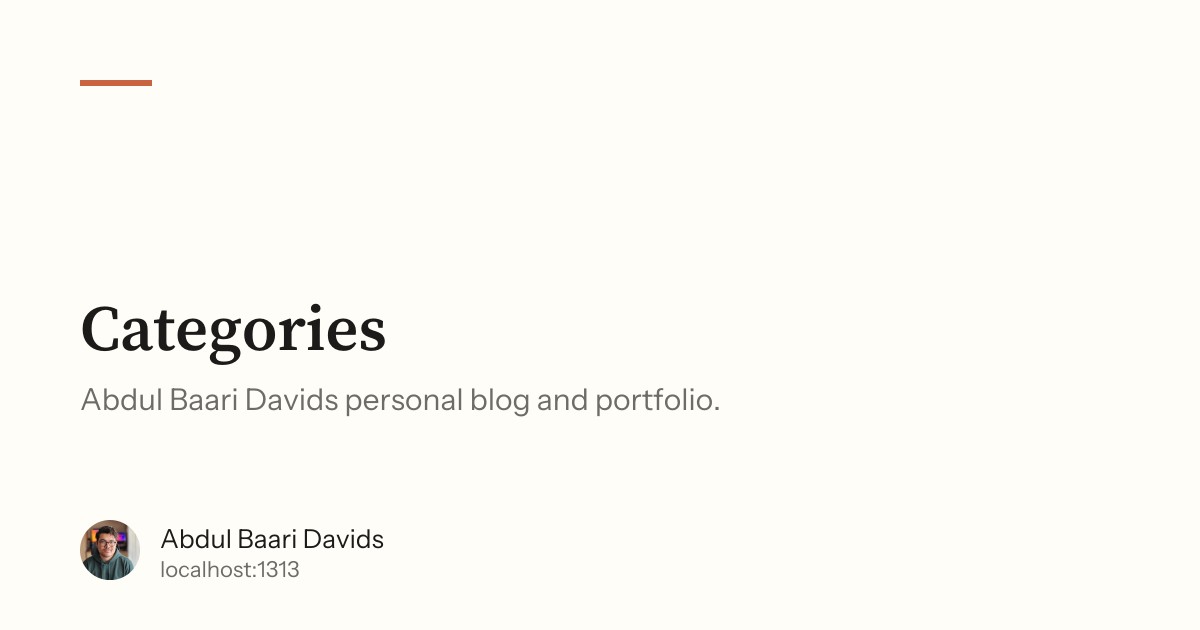 Categories
Abdul Baari Davids personal blog and portfolio.
Abdul Baari Davids
localhost:1313